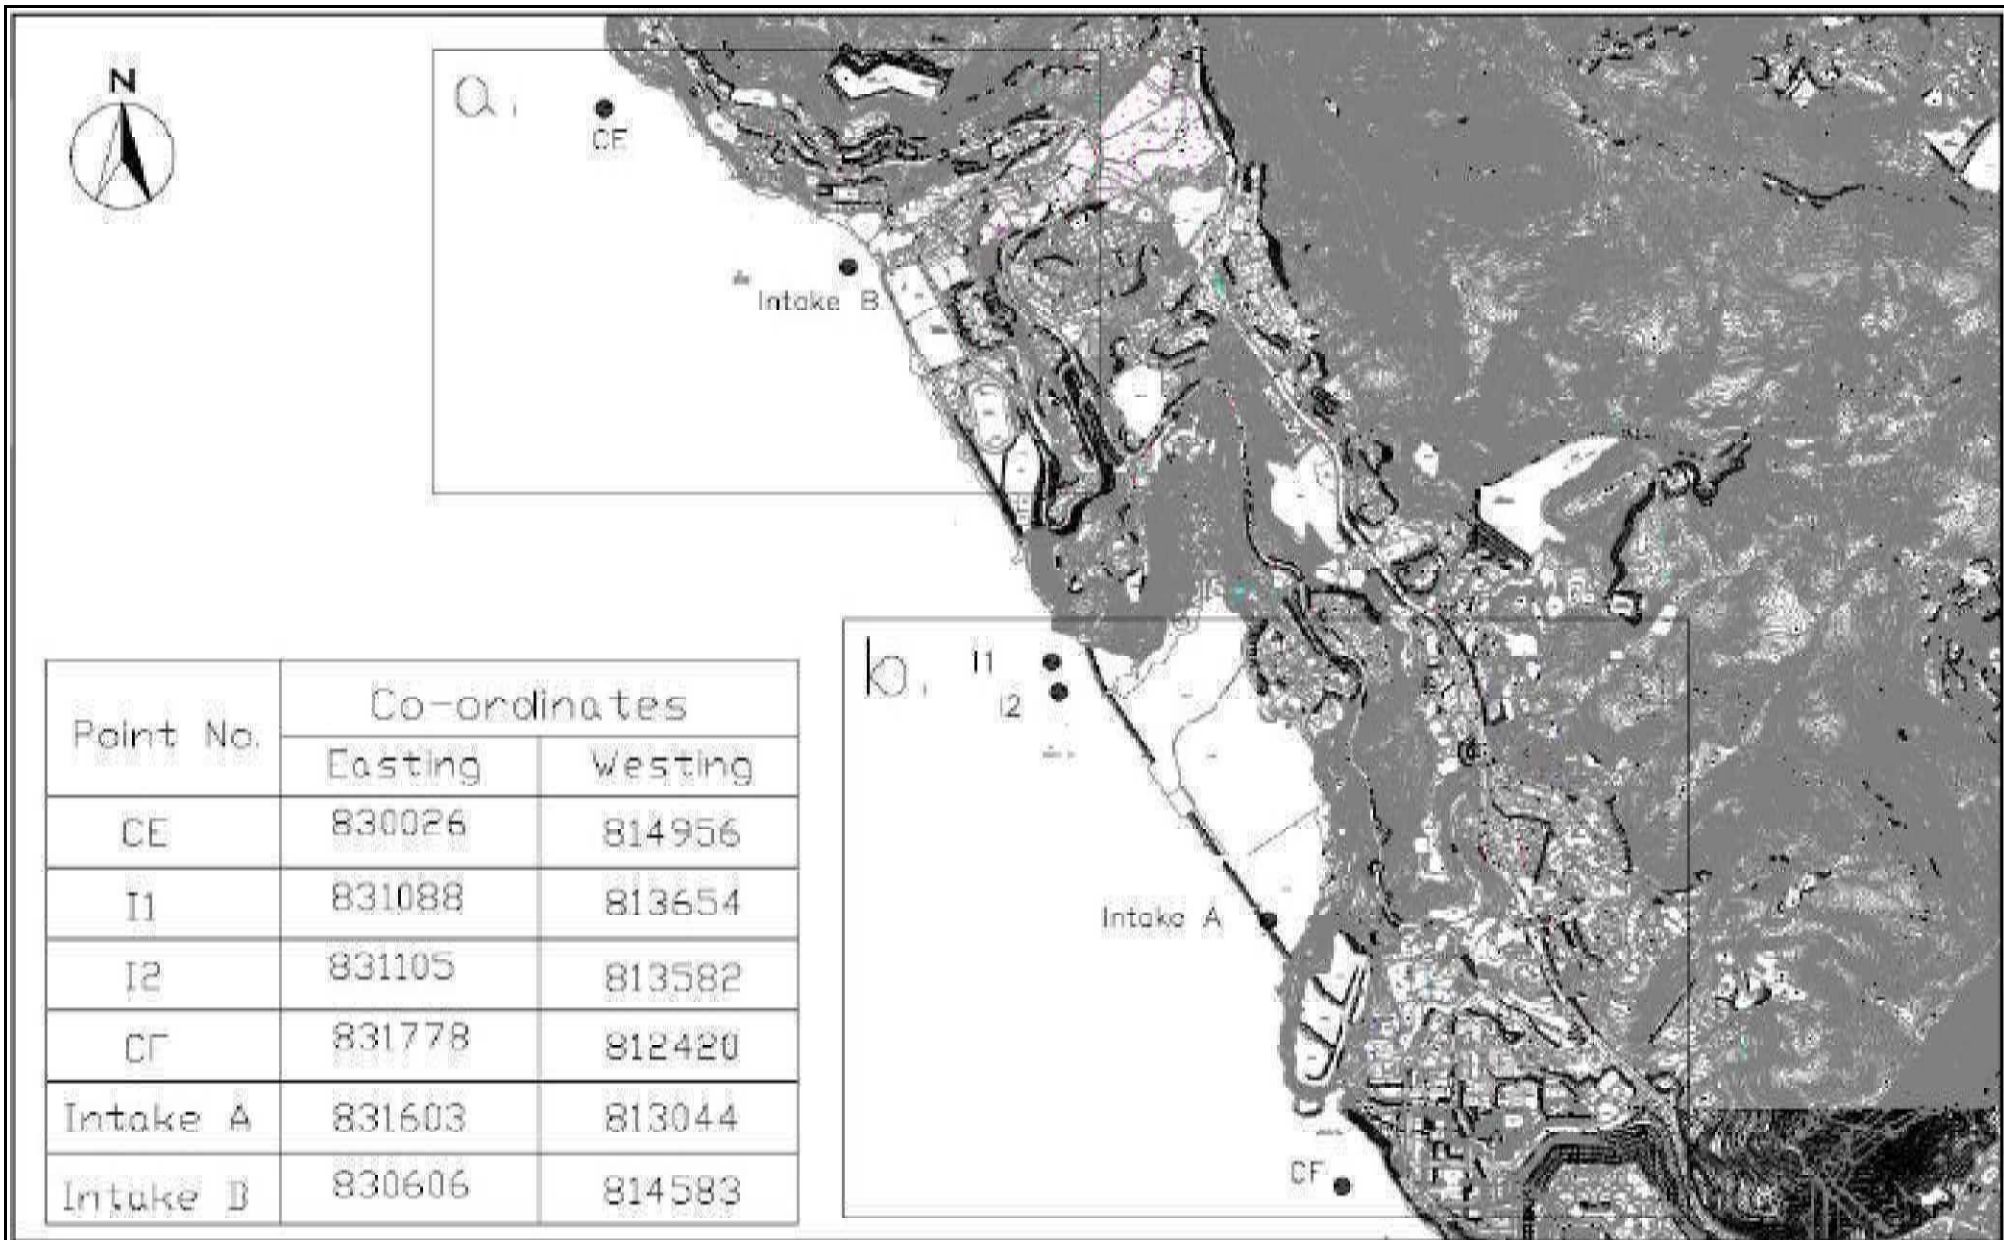 N
a.
CE
Intake B
b.
I1
I2
Intake A
CF
Point No.
Co-ordinates
Easting
Westing
CE
830026
814956
I1
831088
813654
I2
831105
813582
CF
831778
812420
Intake A
831603
813044
Intake B
830606
814583